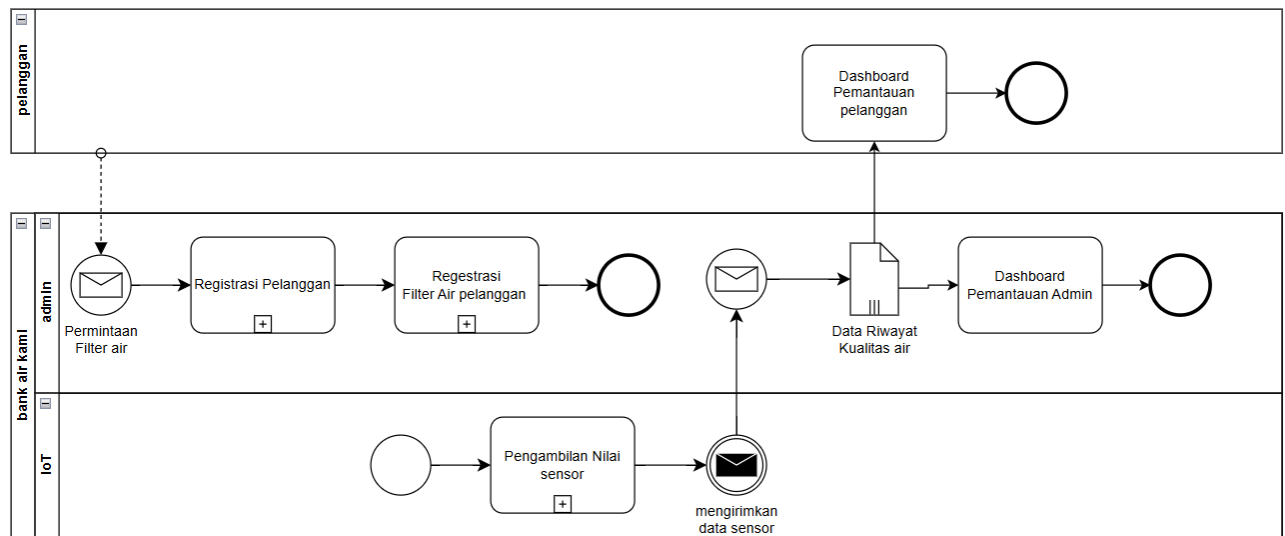 pelanggan
Dashboard
Pemantauan
pelanggan
bank air kami
admin
Permintaan
Filter air
Registrasi Pelanggan
Regestrasi
Filter Air pelanggan
Data Riwayat
Kualitas air
Dashboard
Pemantauan Admin
IoT
Pengambilan Nilai
sensor
mengirimkan
data sensor